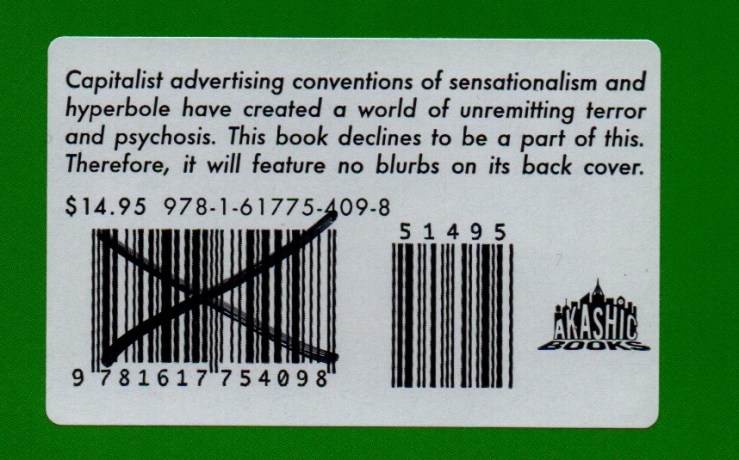 Capitalist advertising conventions of sensationalism and
hyperbole have created a world of unremitting terror
and psychosis. This book declines to be a part of this.
Therefore, it will feature no blurbs on its back cover.
$14.95 978-1-61775-409-8
51495
9 781617 754098
AKASHIC
BOOKS